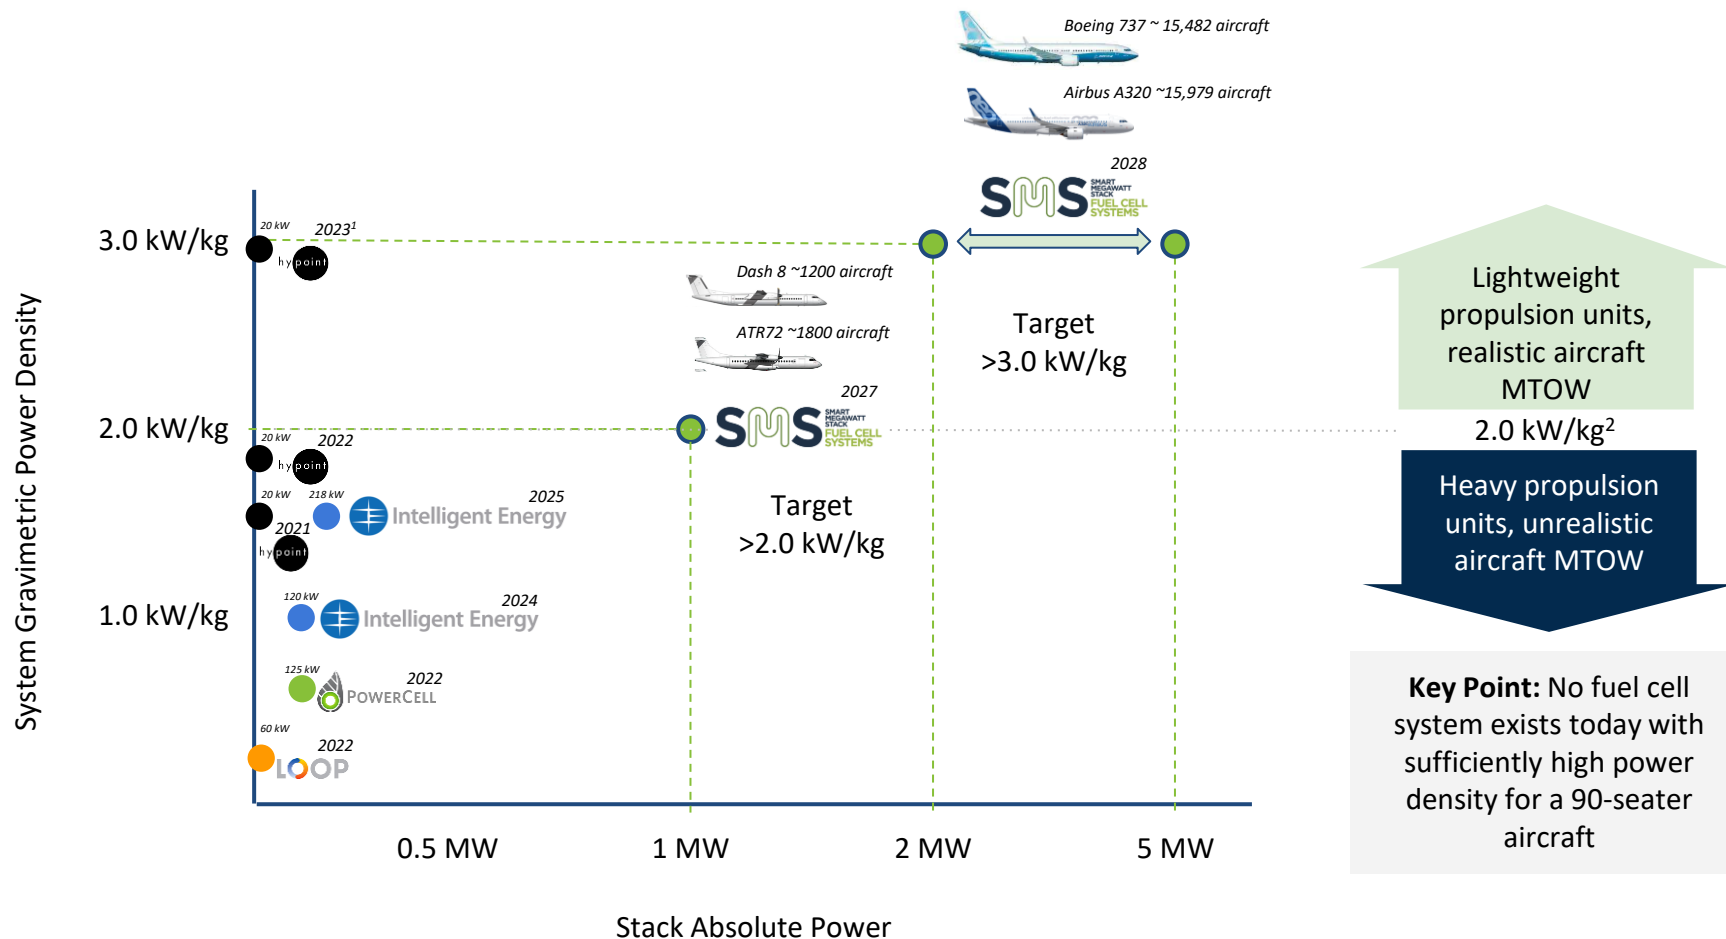 Boeing 737 ~ 15,482 aircraft
Airbus A320 ~15,979 aircraft
2028
SMS SMART
MEGAWATT
STACK
FUEL CELL
SYSTEMS
3.0 kW/kg
20 kW
2023¹
hypoint
Dash 8 ~1200 aircraft
ATR72 ~1800 aircraft
Target
>3.0 kW/kg
Lightweight
propulsion units,
realistic aircraft
MTOW
2.0 kW/kg
2027
SMS SMART
MEGAWATT
STACK
FUEL CELL
SYSTEMS
2.0 kW/kg²
20 kW
2022
hypoint
20 kW
2021
hypoint
218 kW
2025
Intelligent Energy
Target
>2.0 kW/kg
Heavy propulsion
units, unrealistic
aircraft MTOW
1.0 kW/kg
120 kW
2024
Intelligent Energy
125 kW
2022
POWERCELL
60 kW
2022
LOOP
Key Point: No fuel cell
system exists today with
sufficiently high power
density for a 90-seater
aircraft
System Gravimetric Power Density
0.5 MW
1 MW
2 MW
5 MW
Stack Absolute Power